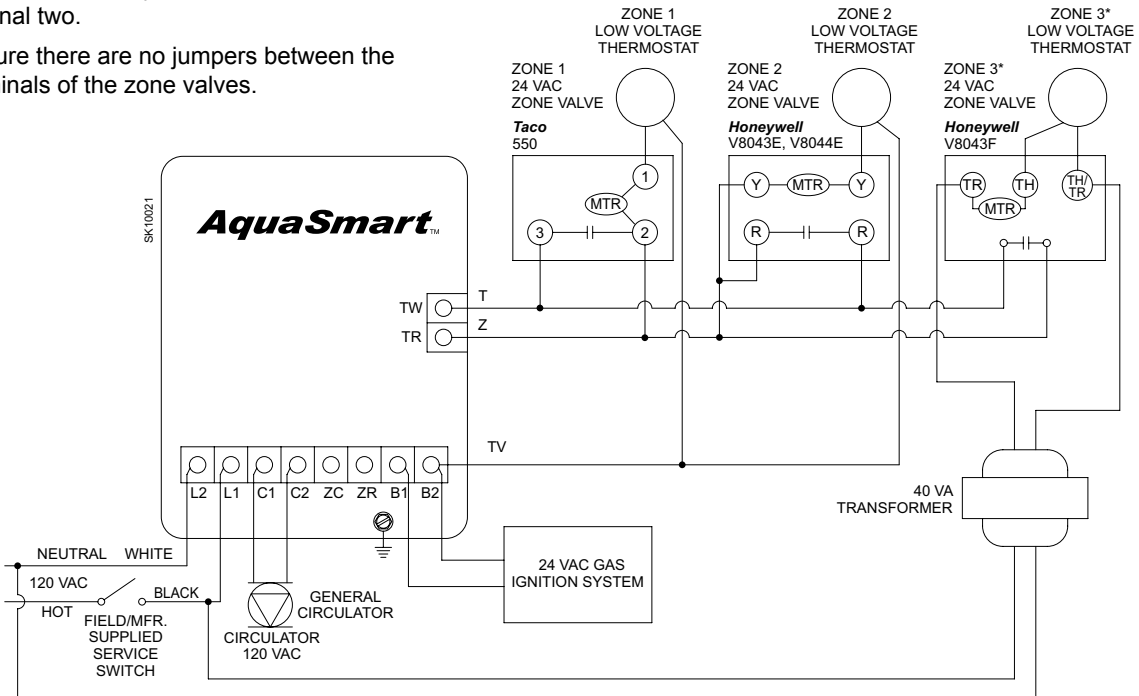 nal two.
ure there are no jumpers between the
inals of the zone valves.
ZONE 1
LOW VOLTAGE
THERMOSTAT
ZONE 2
LOW VOLTAGE
THERMOSTAT
ZONE 3*
LOW VOLTAGE
THERMOSTAT
ZONE 1
24 VAC
ZONE VALVE
Taco
550
ZONE 2
24 VAC
ZONE VALVE
Honeywell
V8043E, V8044E
ZONE 3*
24 VAC
ZONE VALVE
Honeywell
V8043F
1
MTR
3
2
Y
MTR
Y
R
R
TR
TH
TH/
TR
MTR
SK10021
AquaSmart™
TW
T
TR
Z
TV
L2
L1
C1
C2
ZC
ZR
B1
B2
40 VA
TRANSFORMER
NEUTRAL WHITE
120 VAC
HOT
BLACK
FIELD/MFR.
SUPPLIED
SERVICE
SWITCH
GENERAL
CIRCULATOR
CIRCULATOR
120 VAC
24 VAC GAS
IGNITION SYSTEM